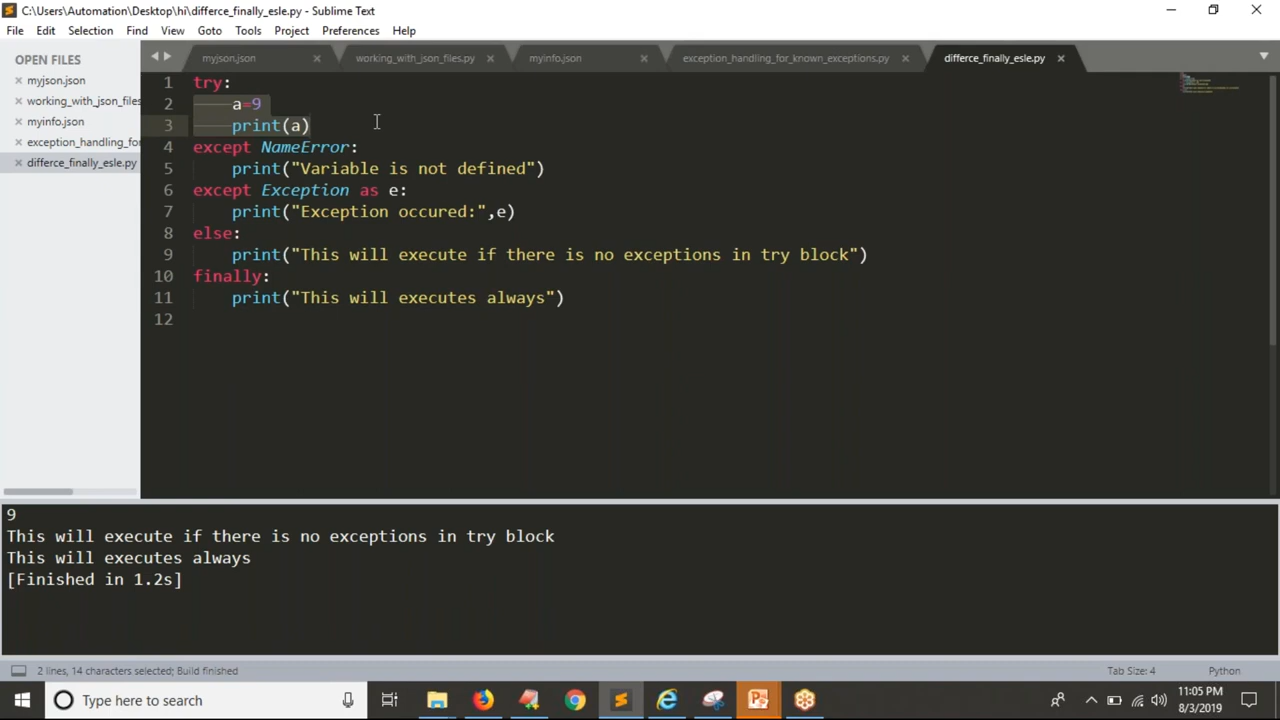 C:\Users\Automation\Desktop\hi\differce_finally_esle.py - Sublime Text
File Edit Selection Find View Goto Tools Project Preferences Help
OPEN FILES
myjson.json
working_with_json_files
myinfo.json
exception_handling_for
differce_finally_esle.py
myjson.json working_with_json_files.py myinfo.json exception_handling_for_known_exceptions.py differce_finally_esle.py
1 try:
2 a=9
3 print(a)
4 except NameError:
5 print("Variable is not defined")
6 except Exception as e:
7 print("Exception occured:",e)
8 else:
9 print("This will execute if there is no exceptions in try block")
10 finally:
11 print("This will executes always")
12
9
This will execute if there is no exceptions in try block
This will executes always
[Finished in 1.2s]
2 lines, 14 characters selected; Build finished
Tab Size: 4
Python
Type here to search
11:05 PM
8/3/2019